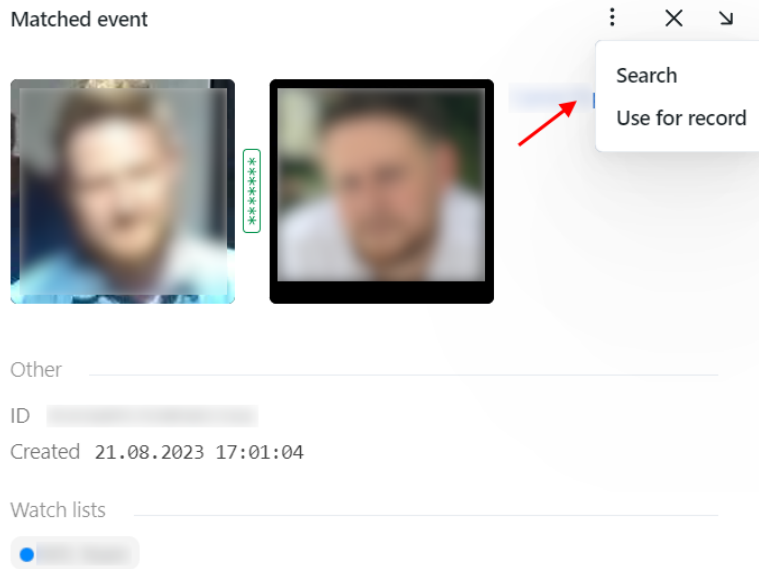 Matched event
Search
Use for record
*******
Other
ID
Created 21.08.2023 17:01:04
Watch lists